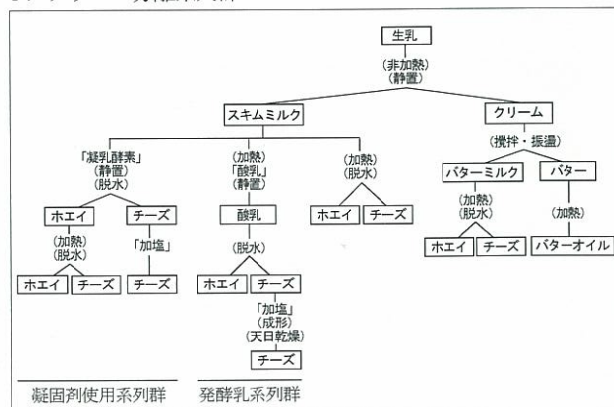 生乳
(非加熱)
(静置)
スキムミルク
クリーム
「凝乳酵素」
(静置)
(脱水)
(加熱)
「酸乳」
(静置)
(加熱)
(脱水)
(攪拌・振盪)
バターミルク
バター
ホエイ
チーズ
酸乳
ホエイ
チーズ
(加熱)
(脱水)
(加熱)
(加熱)
(脱水)
「加塩」
(脱水)
ホエイ
チーズ
バターオイル
ホエイ
チーズ
チーズ
ホエイ
チーズ
「加塩」
(成形)
(天日乾燥)
チーズ
凝固剤使用系列群
発酵乳系列群